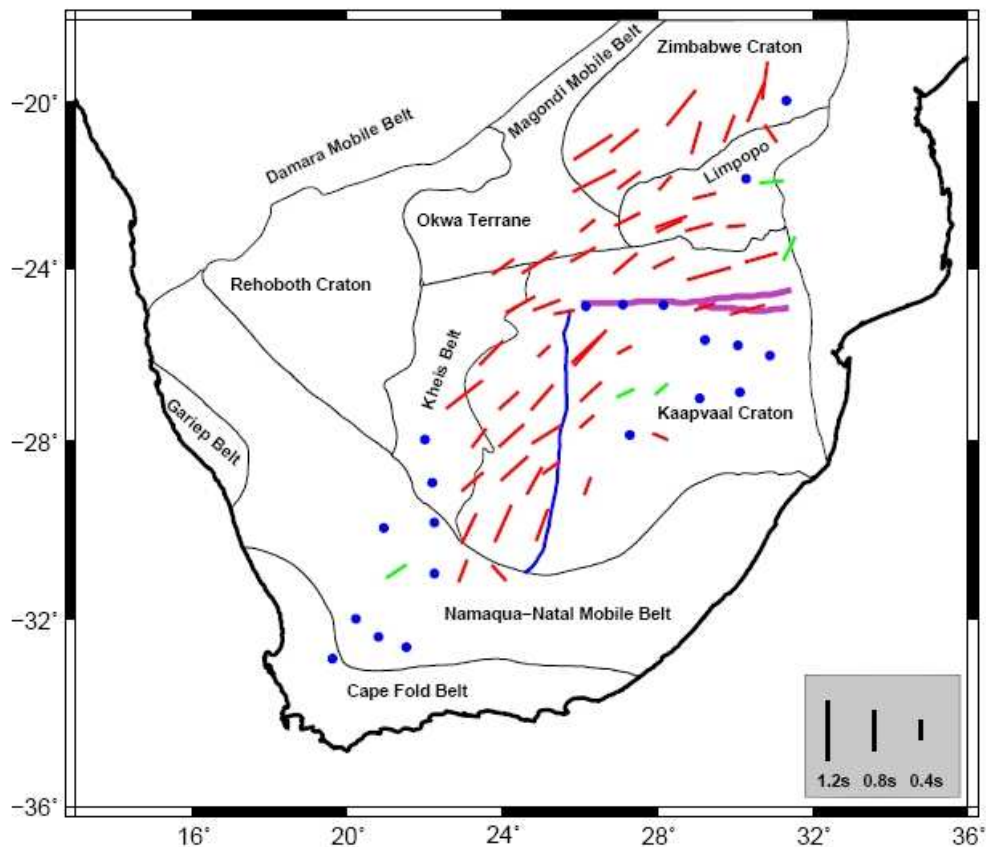 Zimbabwe Craton
Magondi Mobile Belt
−20°
Damara Mobile Belt
Limpopo
Okwa Terrane
−24°
Rehoboth Craton
Kheis Belt
Gariep Belt
Kaapvaal Craton
−28°
Namaqua−Natal Mobile Belt
−32°
Cape Fold Belt
1.2s 0.8s 0.4s
−36°
16° 20° 24° 28° 32° 36°